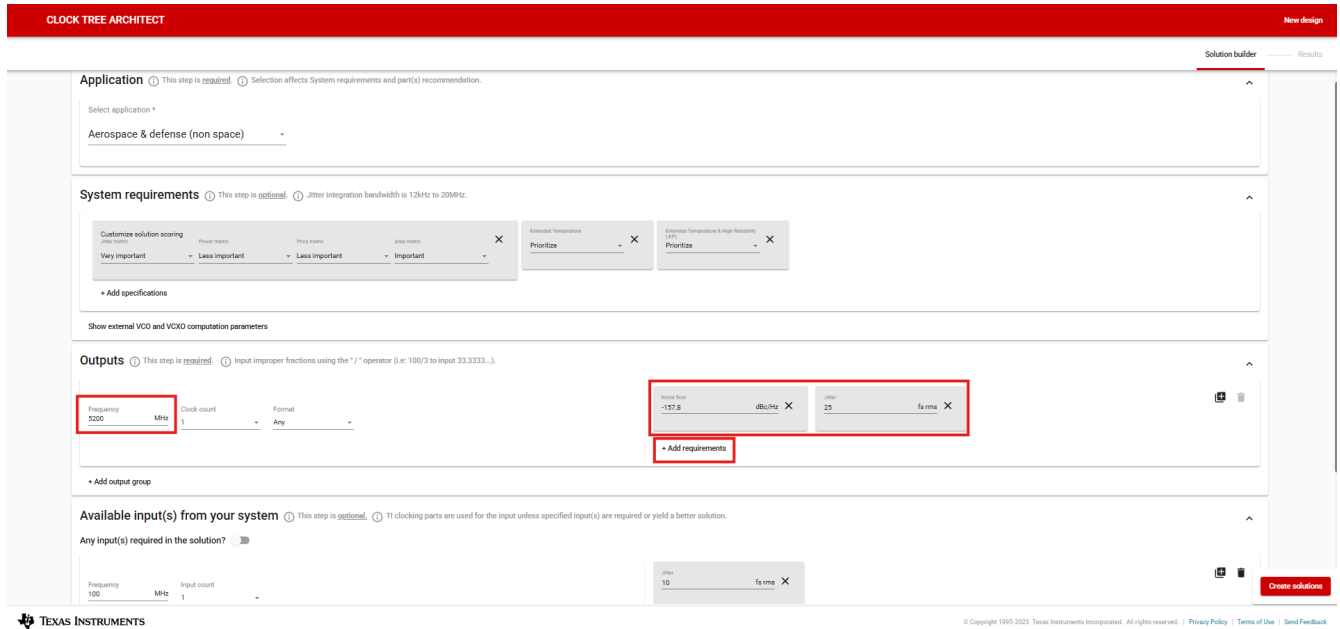 CLOCK TREE ARCHITECT
New design
Solution builder
Results
Application This step is required. Selection affects System requirements and part(s) recommendation.
Select application *
Aerospace & defense (non space)
System requirements This step is optional. Jitter integration bandwidth is 12kHz to 20MHz.
Customize solution scoring
Jitter metric Power metric Price metric Area metric
Very important Less important Less important Important
Extended Temperature
Prioritize
Extended Temperature & High Reliability
(-EP)
Prioritize
+ Add specifications
Show external VCO and VCXO computation parameters
Outputs This step is required. Input improper fractions using the " / " operator (i.e: 100/3 to input 33.3333...).
Frequency Clock count Format
5200 MHz 1 Any
Noise floor
-157.8 dBc/Hz
Jitter
25 fs rms
+ Add requirements
+ Add output group
Available input(s) from your system This step is optional. TI clocking parts are used for the input unless specified input(s) are required or yield a better solution.
Any input(s) required in the solution?
Frequency Input count
100 MHz 1
Jitter
10 fs rms
Create solutions
TEXAS INSTRUMENTS
© Copyright 1995-2025 Texas Instruments Incorporated. All rights reserved. | Privacy Policy | Terms of Use | Send Feedback